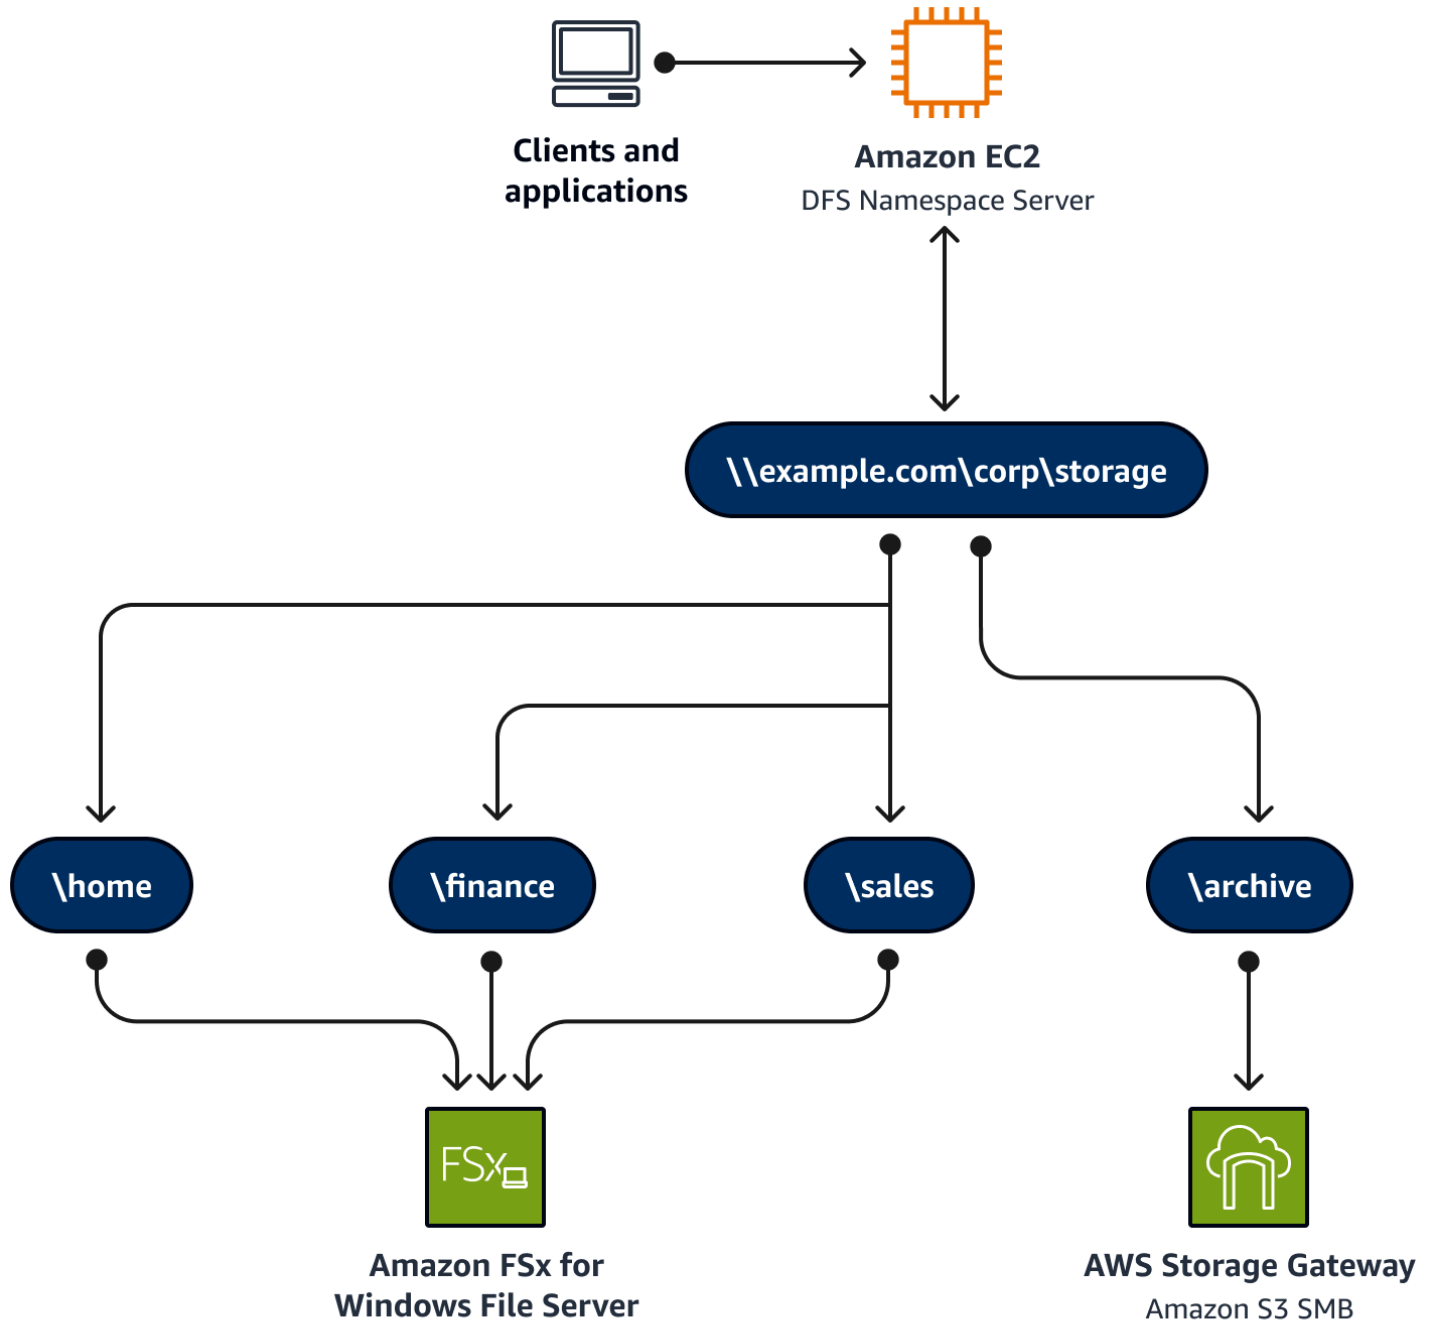 Clients and
applications
Amazon EC2
DFS Namespace Server
\\example.com\corp\storage
\home
\finance
\sales
\archive
FSx
Amazon FSx for
Windows File Server
AWS Storage Gateway
Amazon S3 SMB